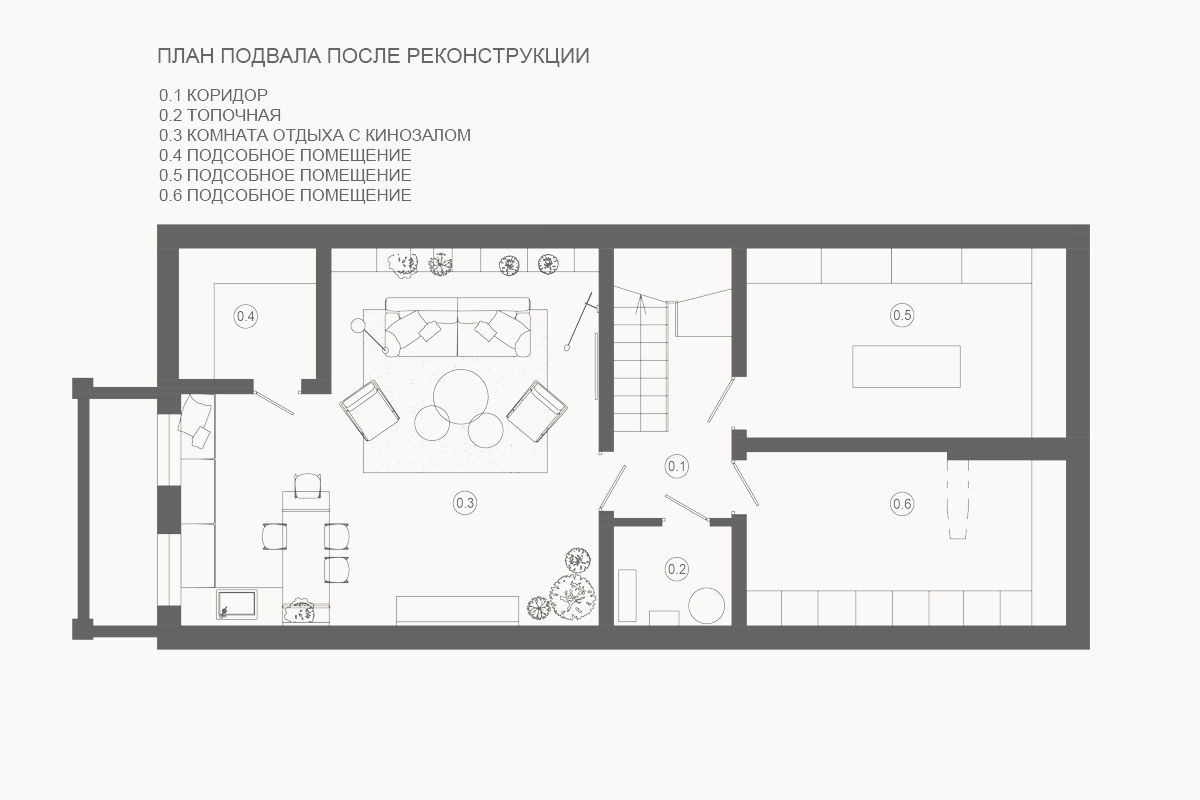 ПЛАН ПОДВАЛА ПОСЛЕ РЕКОНСТРУКЦИИ
0.1 КОРИДОР
0.2 ТОПОЧНАЯ
0.3 КОМНАТА ОТДЫХА С КИНОЗАЛОМ
0.4 ПОДСОБНОЕ ПОМЕЩЕНИЕ
0.5 ПОДСОБНОЕ ПОМЕЩЕНИЕ
0.6 ПОДСОБНОЕ ПОМЕЩЕНИЕ
0.4
0.5
0.1
0.3
0.6
0.2